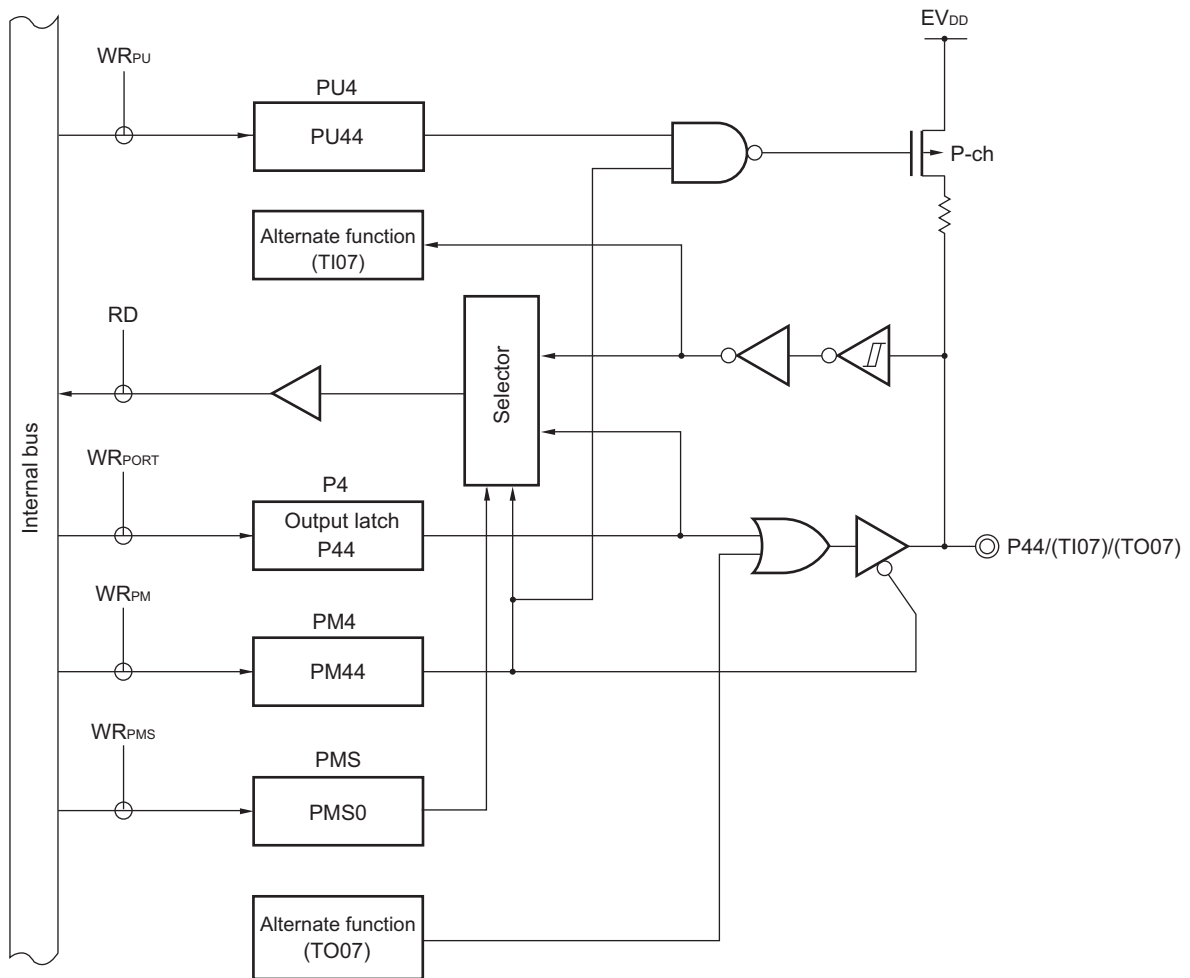 EVDD
WRPU
PU4
PU44
P-ch
Alternate function
(TI07)
RD
Selector
Internal bus
WRPORT
P4
Output latch
P44
P44/(TI07)/(TO07)
WRPM
PM4
PM44
WRPMS
PMS
PMS0
Alternate function
(TO07)